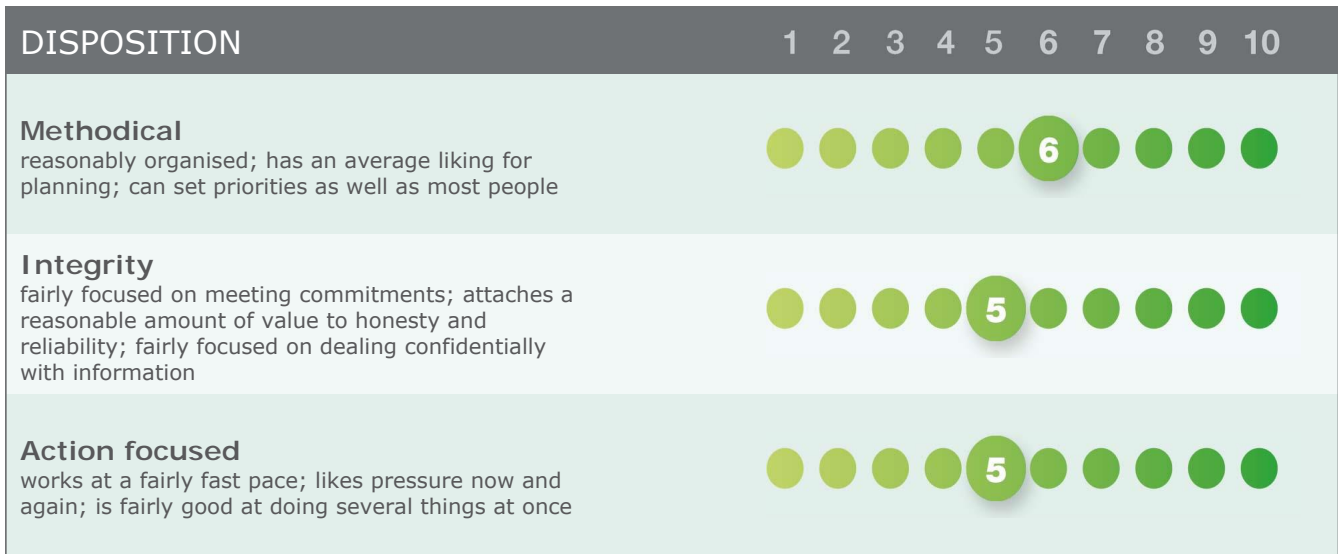 DISPOSITION 1 2 3 4 5 6 7 8 9 10
Methodical
reasonably organised; has an average liking for
planning; can set priorities as well as most people
6
Integrity
fairly focused on meeting commitments; attaches a
reasonable amount of value to honesty and
reliability; fairly focused on dealing confidentially
with information
5
Action focused
works at a fairly fast pace; likes pressure now and
again; is fairly good at doing several things at once
5